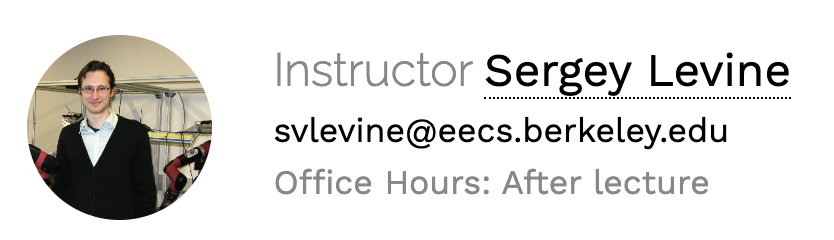 Instructor Sergey Levine
svlevine@eecs.berkeley.edu
Office Hours: After lecture